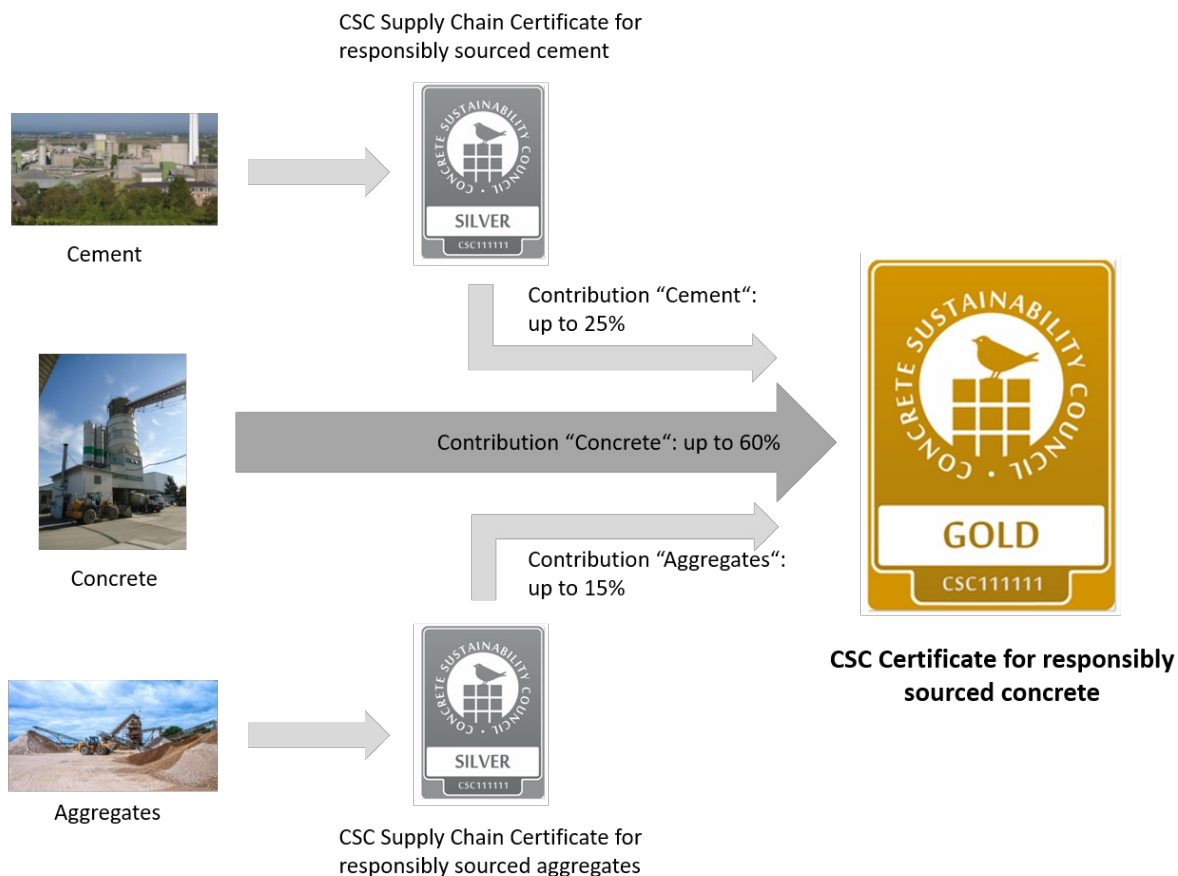 CSC Supply Chain Certificate for
responsibly sourced cement
CONCRETE SUSTAINABILITY COUNCIL ·
SILVER
CSC111111
Cement
Contribution “Cement“:
up to 25%
Contribution “Concrete“: up to 60%
Concrete
Contribution “Aggregates“:
up to 15%
CONCRETE SUSTAINABILITY COUNCIL ·
GOLD
CSC111111
CSC Certificate for responsibly
sourced concrete
CONCRETE SUSTAINABILITY COUNCIL ·
SILVER
CSC111111
Aggregates
CSC Supply Chain Certificate for
responsibly sourced aggregates